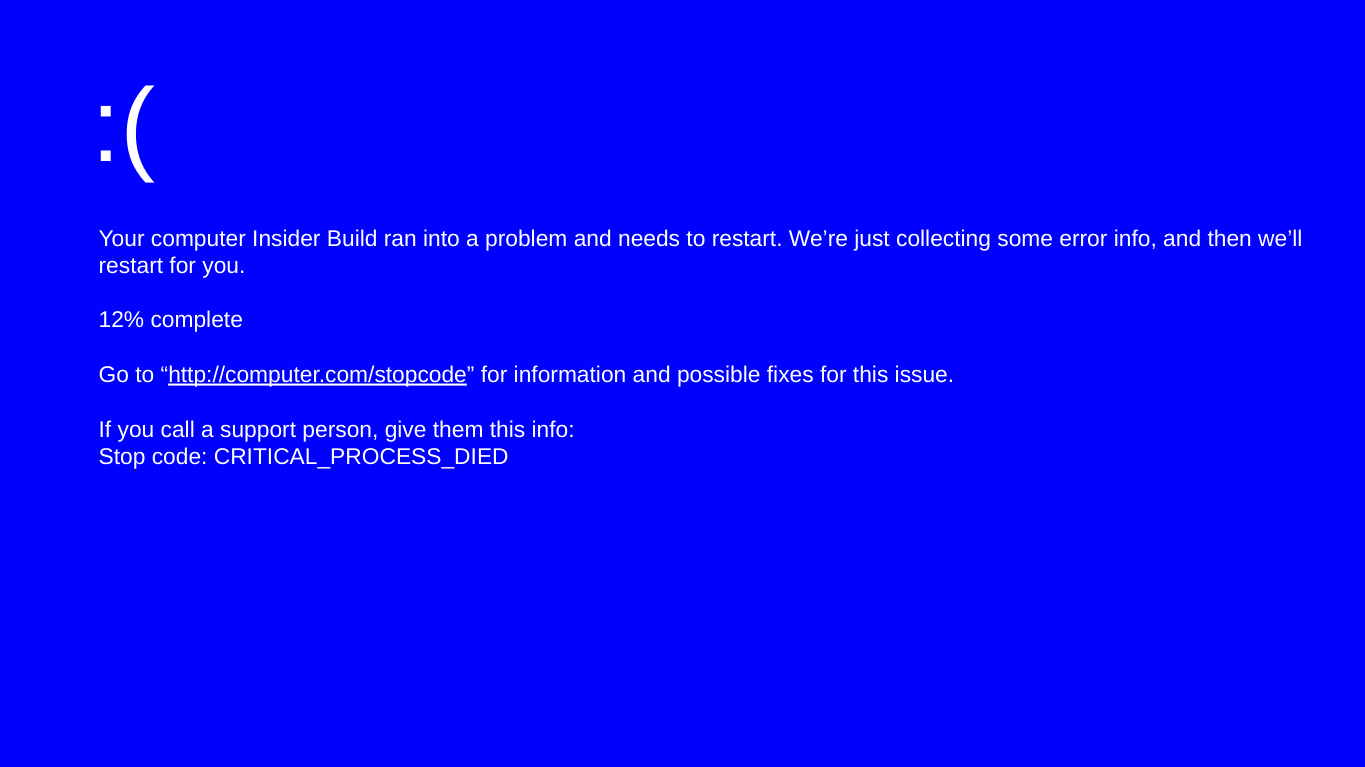 :(
Your computer Insider Build ran into a problem and needs to restart. We’re just collecting some error info, and then we’ll
restart for you.
12% complete
Go to “http://computer.com/stopcode” for information and possible fixes for this issue.
If you call a support person, give them this info:
Stop code: CRITICAL_PROCESS_DIED